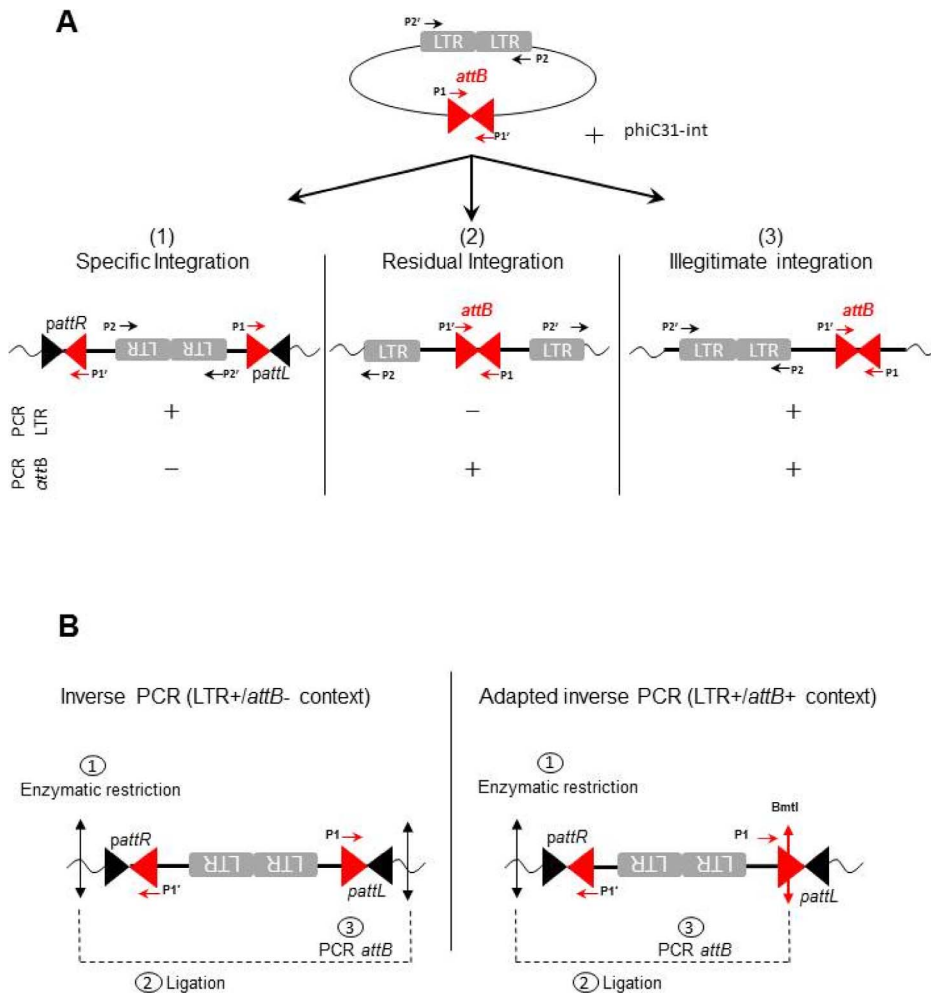 A
P2'
LTR LTR
P2
attB
P1
P1'
+ phiC31-int
(1)
Specific Integration
(2)
Residual Integration
(3)
Illegitimate integration
pattR
P2
P1
LTR LTR
P1'
P2'
pattL
attB
P1'
P2'
LTR
LTR
P2
P1
attB
P2'
P1'
LTR LTR
P2
P1
PCR LTR
+
−
+
PCR attB
−
+
+
B
Inverse PCR (LTR+/attB- context)
1
Enzymatic restriction
pattR
P1
LTR LTR
P1'
pattL
3
PCR attB
2 Ligation
Adapted inverse PCR (LTR+/attB+ context)
1
Enzymatic restriction
BmtI
pattR
P1
LTR LTR
P1'
pattL
3
PCR attB
2 Ligation